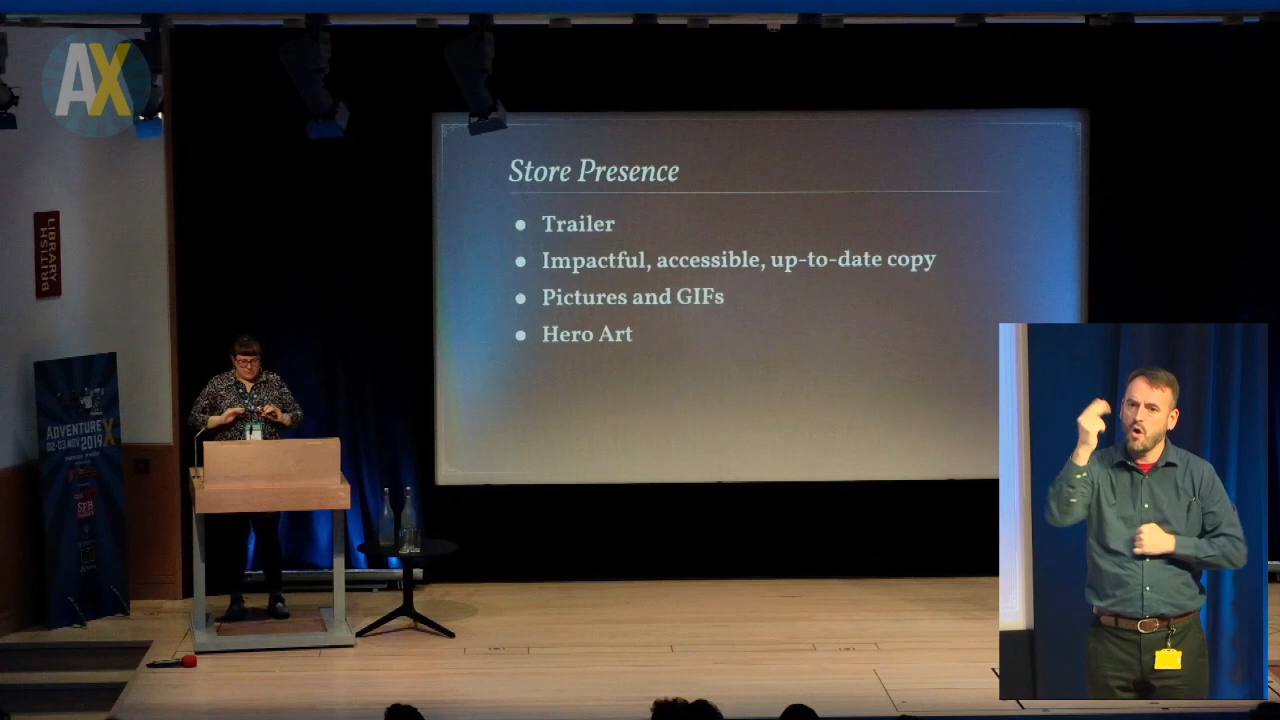 AX
Store Presence
• Trailer
• Impactful, accessible, up-to-date copy
• Pictures and GIFs
• Hero Art
BRITISH
LIBRARY
ADVENTURE X
02-03 NOV 2019
SFB